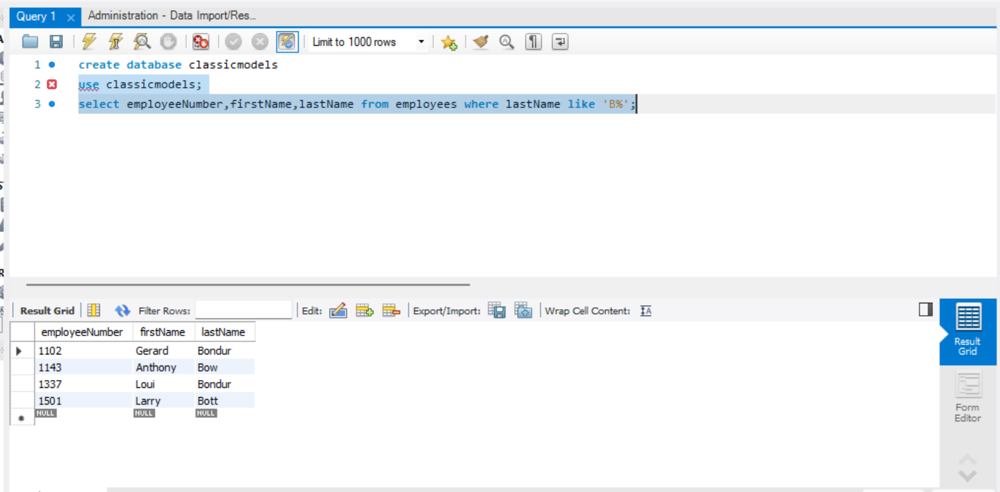 Query 1
Administration - Data Import/Res...
Limit to 1000 rows
1 create database classicmodels
2 use classicmodels;
3 select employeeNumber,firstName,lastName from employees where lastName like 'B%';
Result Grid Filter Rows: Edit: Export/Import: Wrap Cell Content:
employeeNumber firstName lastName
1102 Gerard Bondur
1143 Anthony Bow
1337 Loui Bondur
1501 Larry Bott
NULL NULL NULL
Result
Grid
Form
Editor